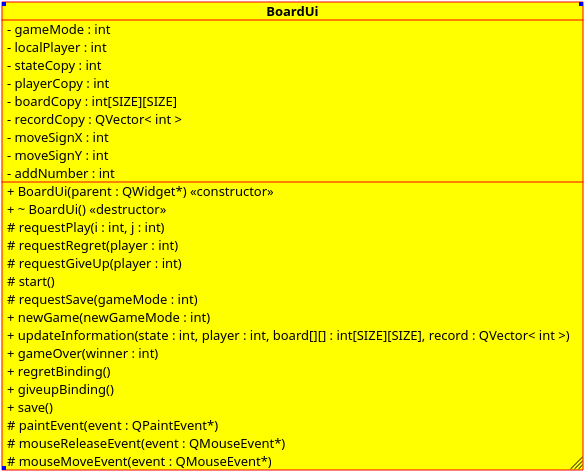 BoardUi
- gameMode : int
- localPlayer : int
- stateCopy : int
- playerCopy : int
- boardCopy : int[SIZE][SIZE]
- recordCopy : QVector< int >
- moveSignX : int
- moveSignY : int
- addNumber : int
+ BoardUi(parent : QWidget*) «constructor»
+ ~ BoardUi() «destructor»
# requestPlay(i : int, j : int)
# requestRegret(player : int)
# requestGiveUp(player : int)
# start()
# requestSave(gameMode : int)
+ newGame(newGameMode : int)
+ updateInformation(state : int, player : int, board[][] : int[SIZE][SIZE], record : QVector< int >)
+ gameOver(winner : int)
+ regretBinding()
+ giveupBinding()
+ save()
# paintEvent(event : QPaintEvent*)
# mouseReleaseEvent(event : QMouseEvent*)
# mouseMoveEvent(event : QMouseEvent*)